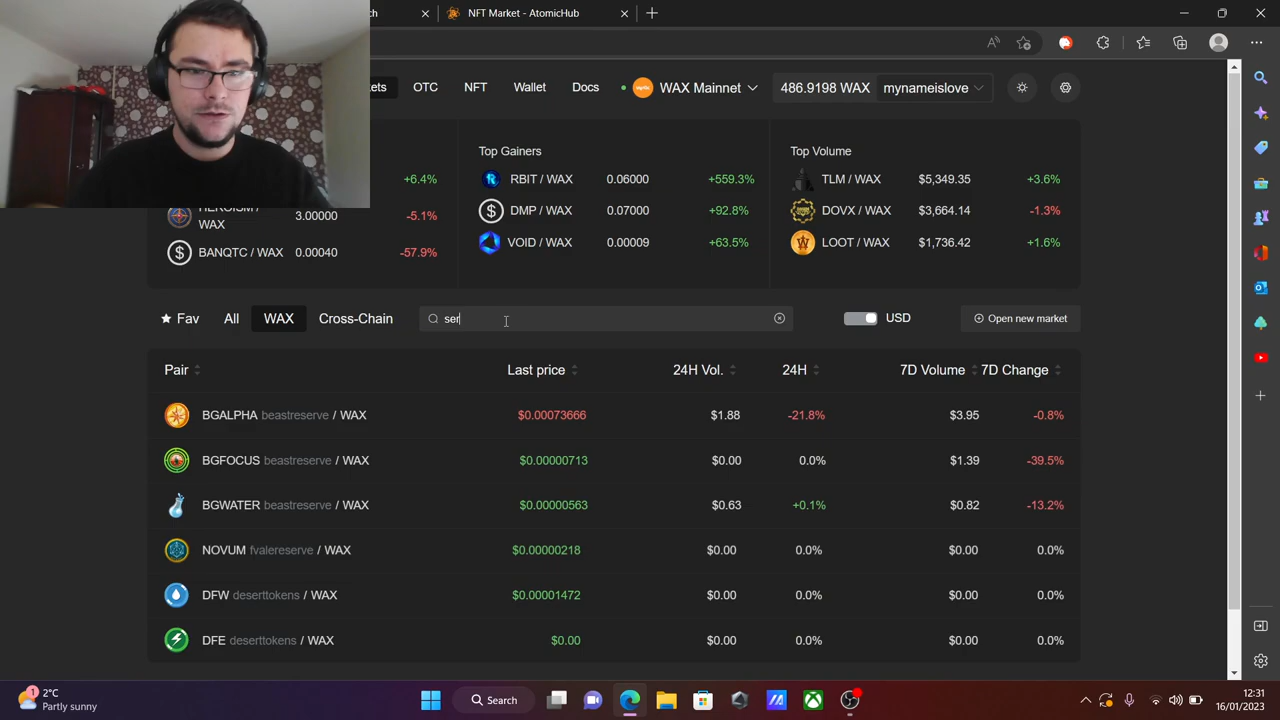 ch
NFT Market - AtomicHub
ets
OTC
NFT
Wallet
Docs
WAX Mainnet
486.9198 WAX
mynameislove
Top Gainers
Top Volume
+6.4%
RBIT / WAX 0.06000 +559.3%
TLM / WAX $5,349.35 +3.6%
WAX 3.00000 -5.1%
DMP / WAX 0.07000 +92.8%
DOVX / WAX $3,664.14 -1.3%
BANQTC / WAX 0.00040 -57.9%
VOID / WAX 0.00009 +63.5%
LOOT / WAX $1,736.42 +1.6%
Fav All WAX Cross-Chain
ser
USD
Open new market
Pair Last price 24H Vol. 24H 7D Volume 7D Change
BGALPHA beastreserve / WAX $0.00073666 $1.88 -21.8% $3.95 -0.8%
BGFOCUS beastreserve / WAX $0.00000713 $0.00 0.0% $1.39 -39.5%
BGWATER beastreserve / WAX $0.00000563 $0.63 +0.1% $0.82 -13.2%
NOVUM fvalereserve / WAX $0.00000218 $0.00 0.0% $0.00 0.0%
DFW deserttokens / WAX $0.00001472 $0.00 0.0% $0.00 0.0%
DFE deserttokens / WAX $0.00 $0.00 0.0% $0.00 0.0%
1
2°C
Partly sunny
Search
12:31
16/01/2023